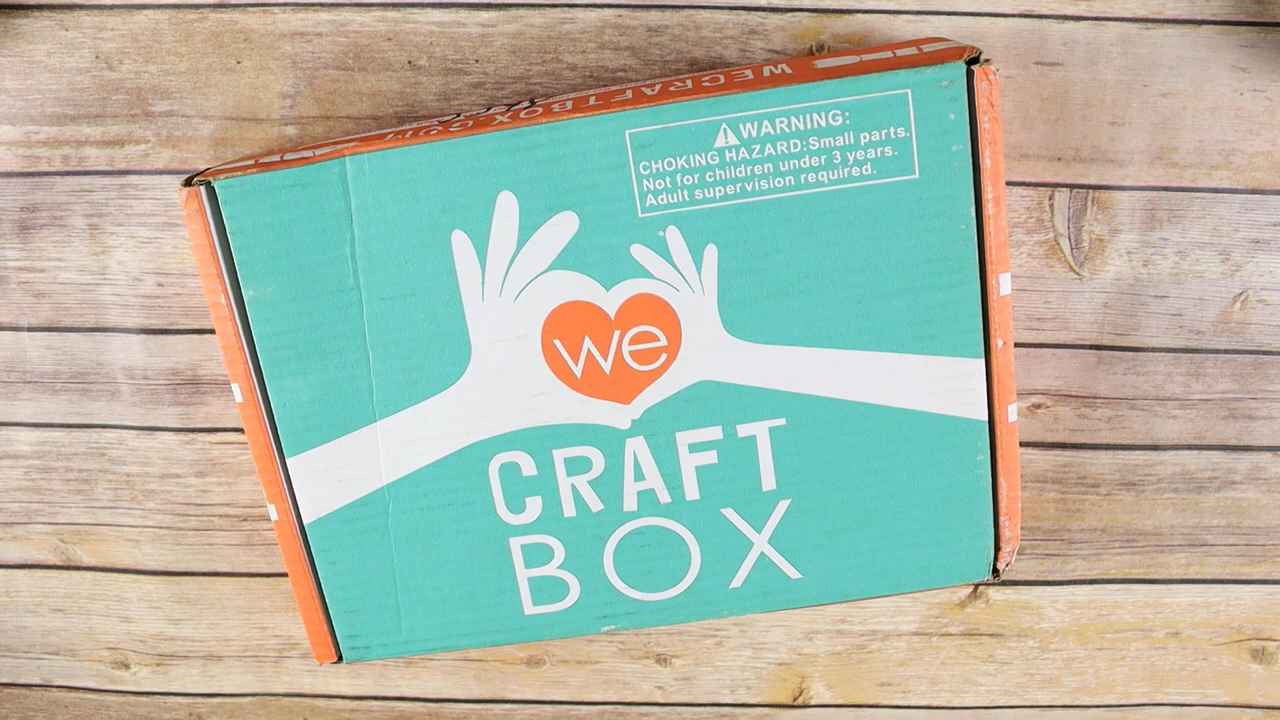 WECRAFTBOX.COM
WARNING:
CHOKING HAZARD:Small parts.
Not for children under 3 years.
Adult supervision required.
we
CRAFT
BOX